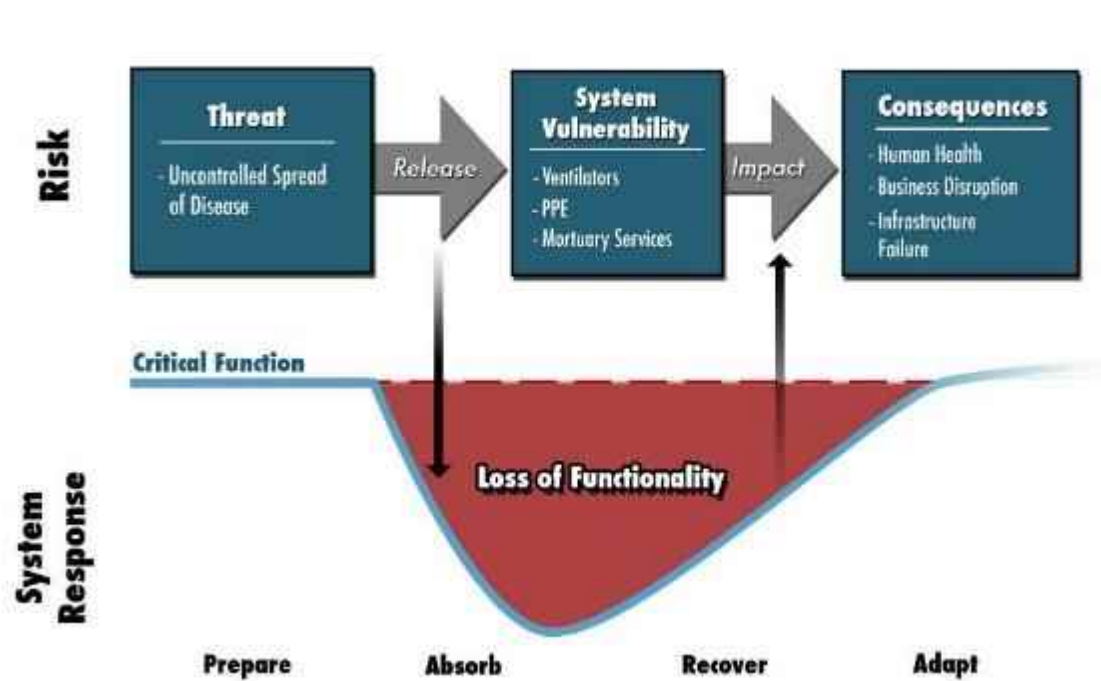 Risk
Threat
- Uncontrolled Spread
of Disease
Release
System
Vulnerability
- Ventilators
- PPE
- Mortuary Services
Impact
Consequences
- Human Health
- Business Disruption
- Infrastructure
Failure
System
Response
Critical Function
Loss of Functionality
Prepare
Absorb
Recover
Adapt